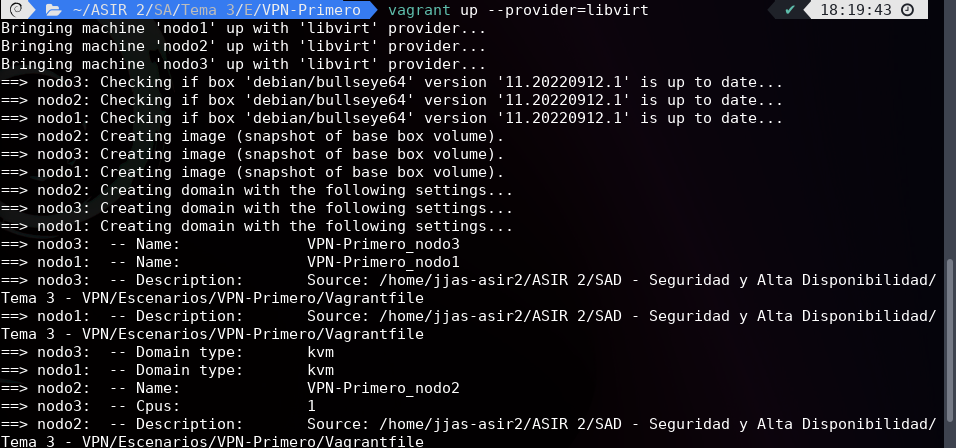 ~/ASIR 2/SA/Tema 3/E/VPN-Primero vagrant up --provider=libvirt ✔ 18:19:43
Bringing machine 'nodo1' up with 'libvirt' provider...
Bringing machine 'nodo2' up with 'libvirt' provider...
Bringing machine 'nodo3' up with 'libvirt' provider...
==> nodo3: Checking if box 'debian/bullseye64' version '11.20220912.1' is up to date...
==> nodo2: Checking if box 'debian/bullseye64' version '11.20220912.1' is up to date...
==> nodo1: Checking if box 'debian/bullseye64' version '11.20220912.1' is up to date...
==> nodo2: Creating image (snapshot of base box volume).
==> nodo3: Creating image (snapshot of base box volume).
==> nodo1: Creating image (snapshot of base box volume).
==> nodo2: Creating domain with the following settings...
==> nodo3: Creating domain with the following settings...
==> nodo1: Creating domain with the following settings...
==> nodo3:  -- Name:              VPN-Primero_nodo3
==> nodo1:  -- Name:              VPN-Primero_nodo1
==> nodo3:  -- Description:       Source: /home/jjas-asir2/ASIR 2/SAD - Seguridad y Alta Disponibilidad/
Tema 3 - VPN/Escenarios/VPN-Primero/Vagrantfile
==> nodo1:  -- Description:       Source: /home/jjas-asir2/ASIR 2/SAD - Seguridad y Alta Disponibilidad/
Tema 3 - VPN/Escenarios/VPN-Primero/Vagrantfile
==> nodo3:  -- Domain type:       kvm
==> nodo1:  -- Domain type:       kvm
==> nodo2:  -- Name:              VPN-Primero_nodo2
==> nodo3:  -- Cpus:              1
==> nodo2:  -- Description:       Source: /home/jjas-asir2/ASIR 2/SAD - Seguridad y Alta Disponibilidad/
Tema 3 - VPN/Escenarios/VPN-Primero/Vagrantfile